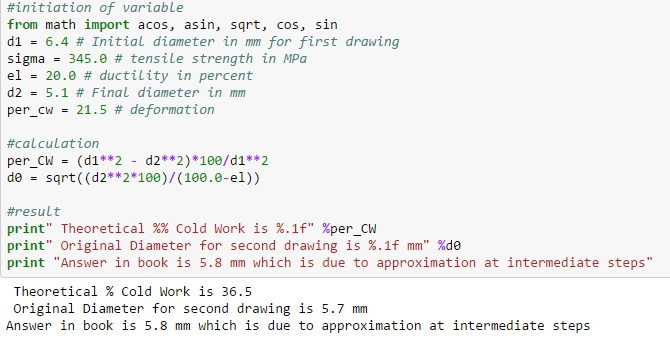 #initiation of variable
from math import acos, asin, sqrt, cos, sin
d1 = 6.4 # Initial diameter in mm for first drawing
sigma = 345.0 # tensile strength in MPa
el = 20.0 # ductility in percent
d2 = 5.1 # Final diameter in mm
per_cw = 21.5 # deformation
#calculation
per_CW = (d1**2 - d2**2)*100/d1**2
d0 = sqrt((d2**2*100)/(100.0-el))
#result
print" Theoretical %% Cold Work is %.1f" %per_CW
print" Original Diameter for second drawing is %.1f mm" %d0
print "Answer in book is 5.8 mm which is due to approximation at intermediate steps"
Theoretical % Cold Work is 36.5
Original Diameter for second drawing is 5.7 mm
Answer in book is 5.8 mm which is due to approximation at intermediate steps